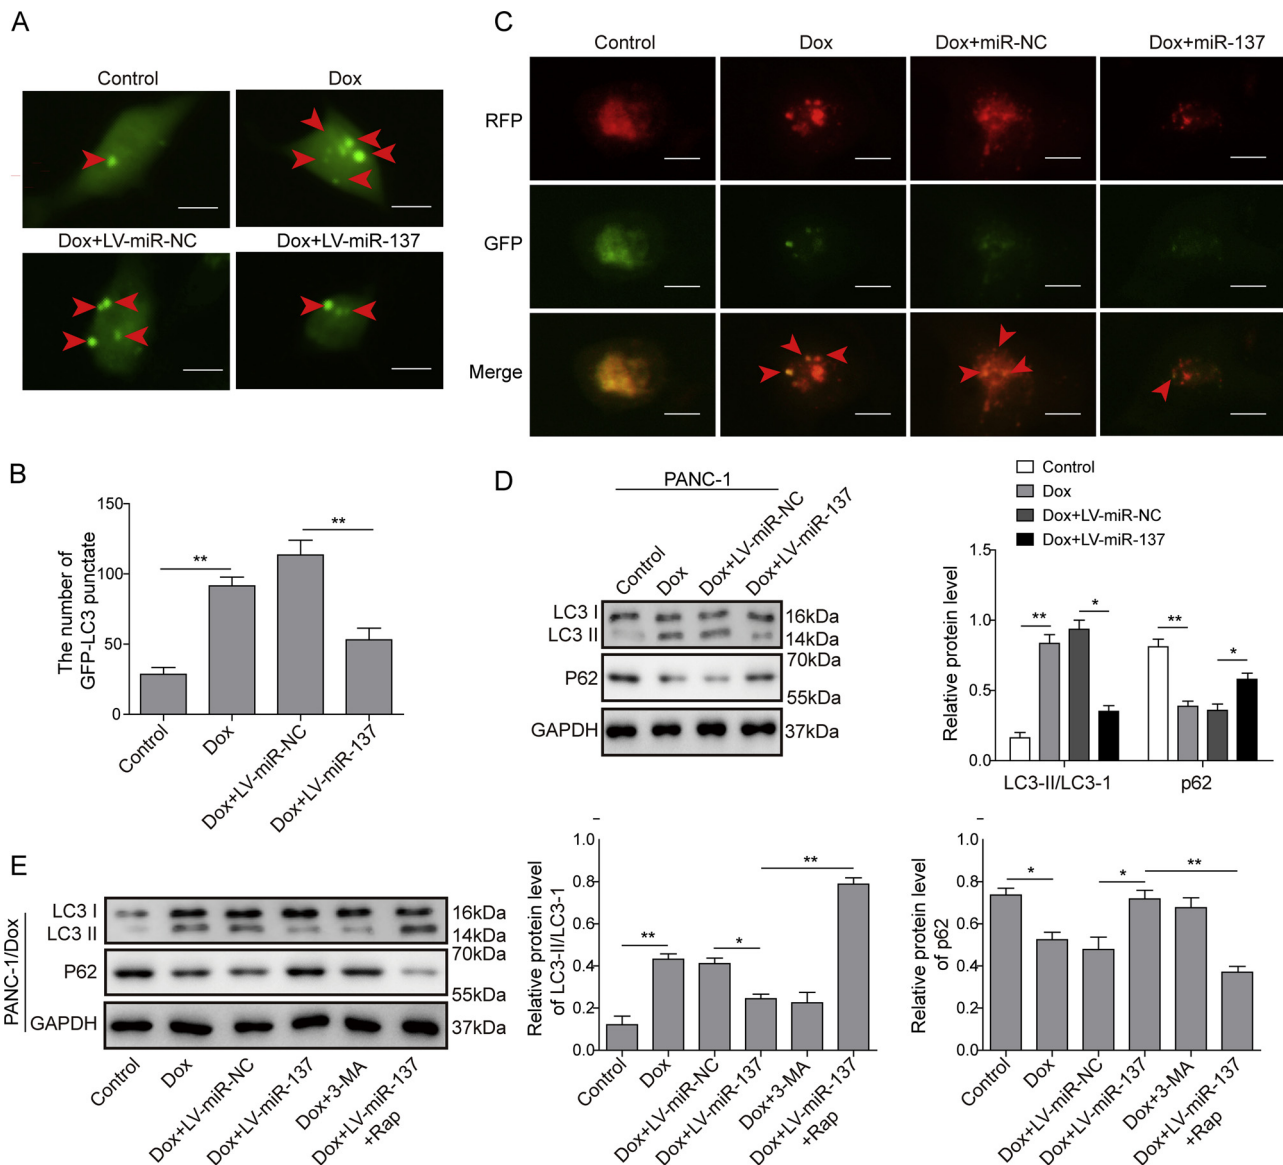 A
Control
Dox
Dox+LV-miR-NC
Dox+LV-miR-137
C
Control
Dox
Dox+miR-NC
Dox+miR-137
RFP
GFP
Merge
B
The number of
GFP-LC3 punctate
150
100
50
0
**
**
Control
Dox
Dox+LV-miR-NC
Dox+LV-miR-137
D
PANC-1
Control
Dox
Dox+LV-miR-NC
Dox+LV-miR-137
LC3 I
16kDa
LC3 II
14kDa
P62
70kDa
55kDa
GAPDH
37kDa
Control
Dox
Dox+LV-miR-NC
Dox+LV-miR-137
Relative protein level
1.5
1.0
0.5
0.0
**
*
**
*
LC3-II/LC3-1
p62
E
PANC-1/Dox
LC3 I
16kDa
LC3 II
14kDa
P62
70kDa
55kDa
GAPDH
37kDa
Control
Dox
Dox+LV-miR-NC
Dox+LV-miR-137
Dox+3-MA
Dox+LV-miR-137
+Rap
Relative protein level
of LC3-II/LC3-1
1.0
0.8
0.6
0.4
0.2
0.0
**
*
**
Control
Dox
Dox+LV-miR-NC
Dox+LV-miR-137
Dox+3-MA
Dox+LV-miR-137
+Rap
Relative protein level
of p62
1.0
0.8
0.6
0.4
0.2
0.0
*
*
**
Control
Dox
Dox+LV-miR-NC
Dox+LV-miR-137
Dox+3-MA
Dox+LV-miR-137
+Rap